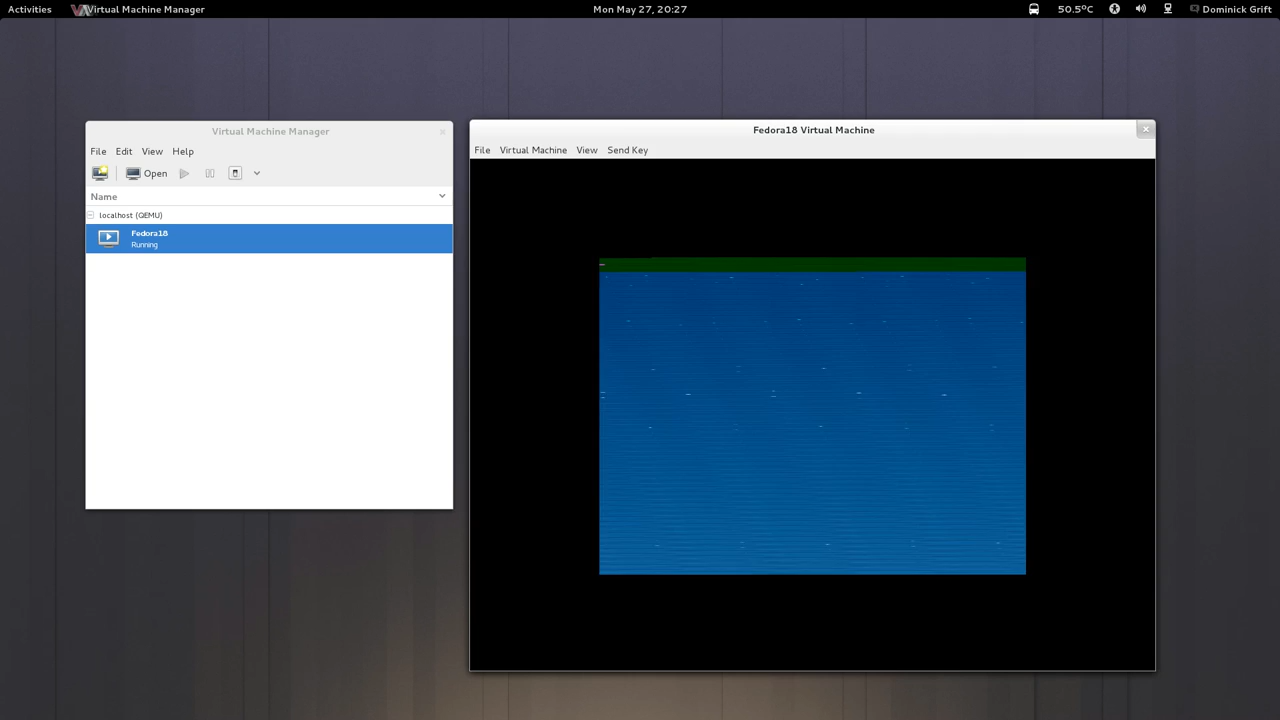 Activities Virtual Machine Manager Mon May 27, 20:27 50.5ºC Dominick Grift
Virtual Machine Manager
File Edit View Help
Open
Name
localhost (QEMU)
Fedora18
Running
Fedora18 Virtual Machine
File Virtual Machine View Send Key